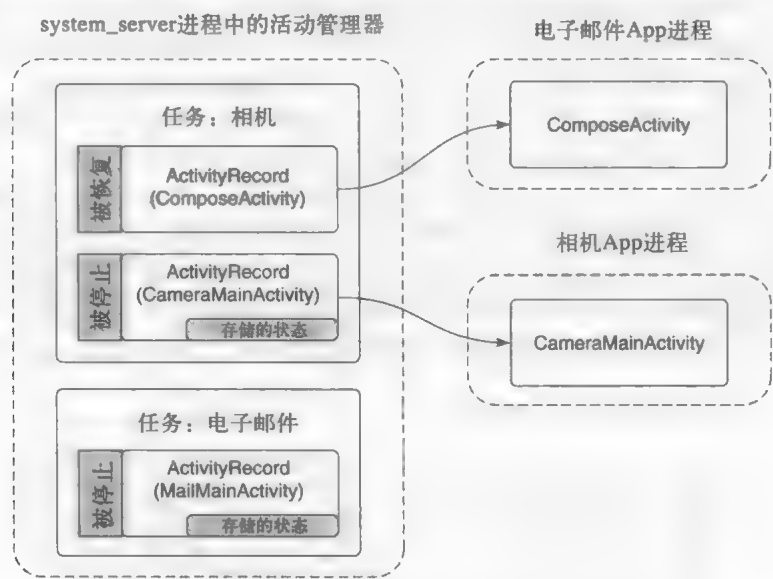 system_server进程中的活动管理器
任务：相机
被恢复
ActivityRecord
(ComposeActivity)
被停止
ActivityRecord
(CameraMainActivity)
存储的状态
任务：电子邮件
被停止
ActivityRecord
(MailMainActivity)
存储的状态
电子邮件App进程
ComposeActivity
相机App进程
CameraMainActivity